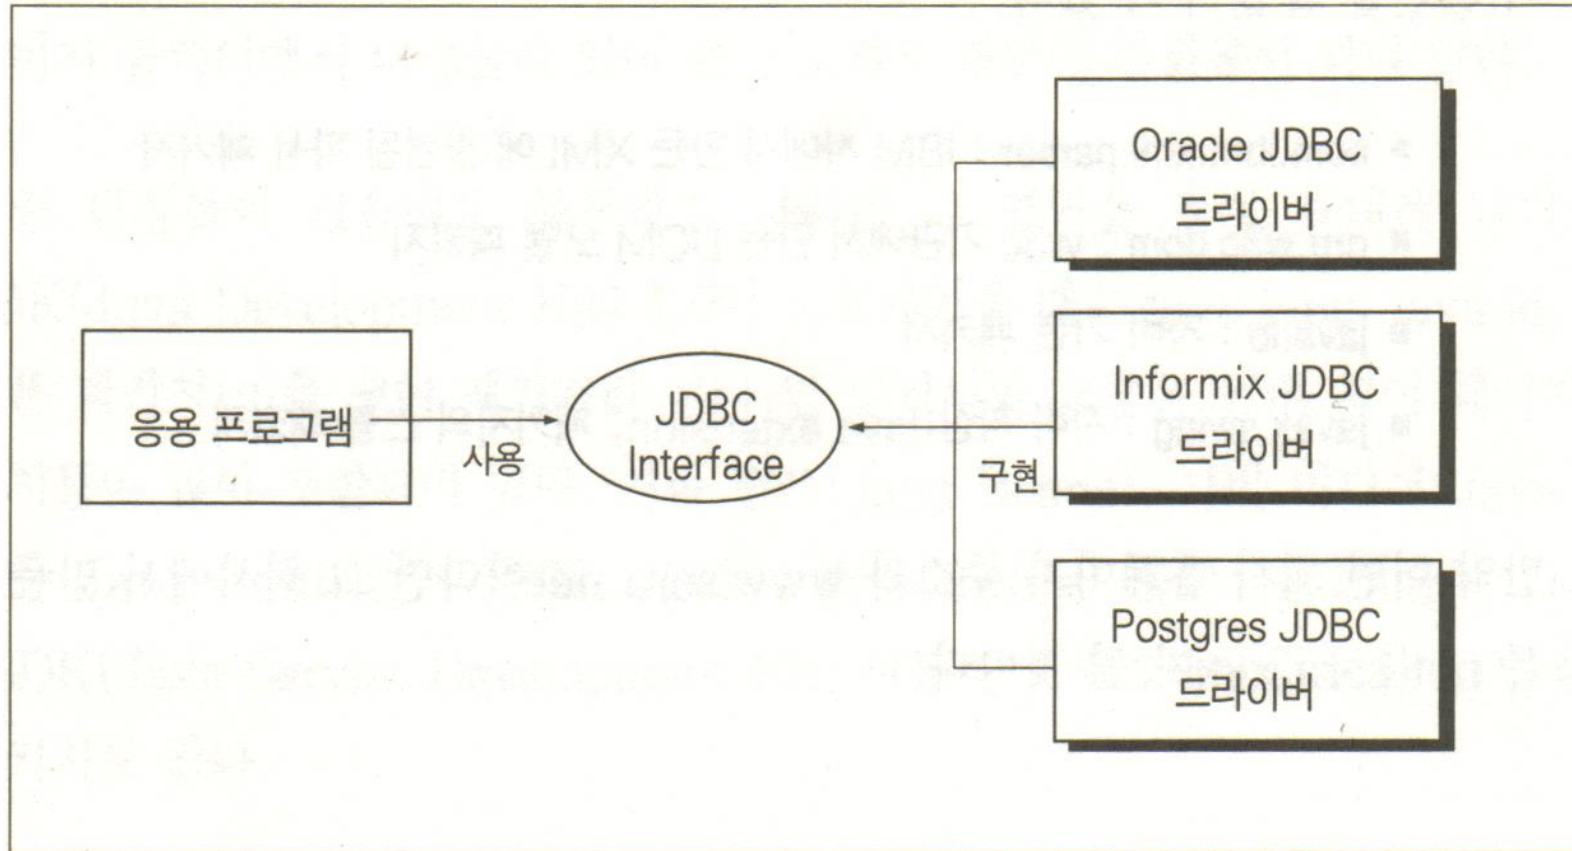 응용 프로그램
사용
JDBC
Interface
구현
Oracle JDBC
드라이버
Informix JDBC
드라이버
Postgres JDBC
드라이버